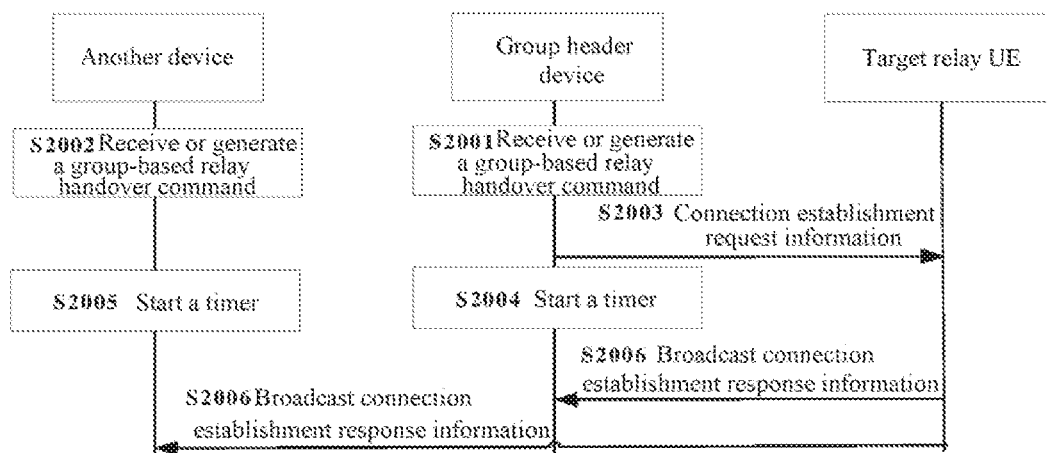 Another device
Group header
device
Target relay UE
S2002 Receive or generate
a group-based relay
handover command
S2001 Receive or generate
a group-based relay
handover command
S2003 Connection establishment
request information
S2005 Start a timer
S2004 Start a timer
S2006 Broadcast connection
establishment response information
S2006 Broadcast connection
establishment response information